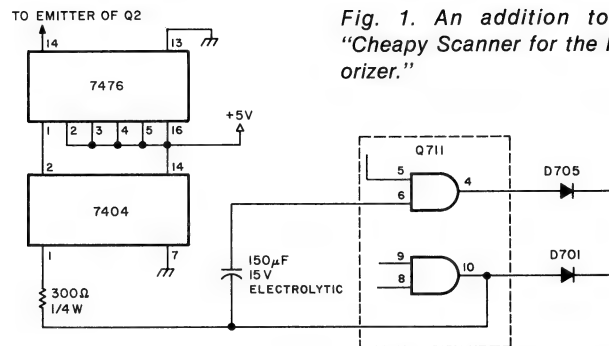 TO EMITTER OF Q2
Fig. 1. An addition to
"Cheapy Scanner for the
orizer."
14
13
7476
1 2 3 4 5 16
+5V
2
14
7404
1
7
300Ω
1/4W
150µF
15V
ELECTROLYTIC
Q711
5
6
4
D705
9
8
10
D701